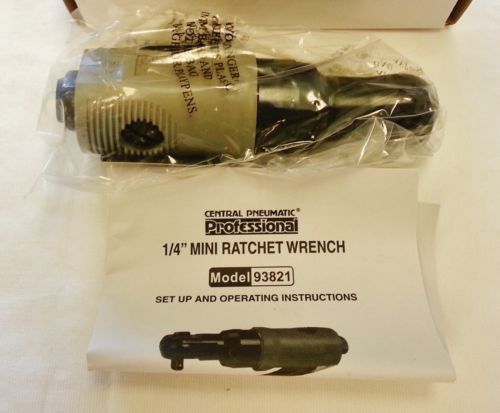 CENTRAL PNEUMATIC®
Professional
1/4" MINI RATCHET WRENCH
Model 93821
SET UP AND OPERATING INSTRUCTIONS